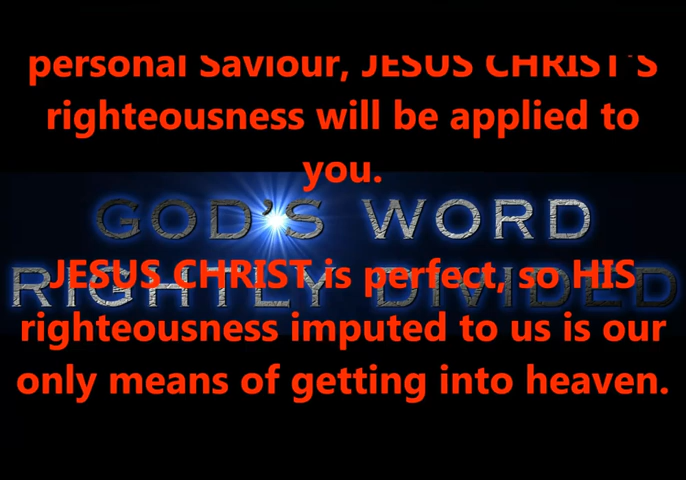 personal Saviour, JESUS CHRIST'S
righteousness will be applied to
you.
GOD'S WORD
RIGHTLY DIVIDED
JESUS CHRIST is perfect, so HIS
righteousness imputed to us is our
only means of getting into heaven.